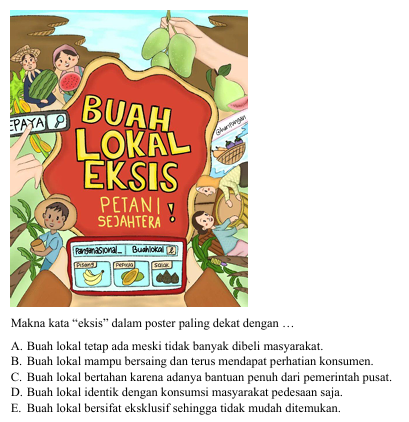 EPAYA
@haripangan
BUAH
LOKAL
EKSIS
PETANI
SEJAHTERA !
Pangnasional_ | Buahlokal
Pisang
Pepaya
Salak
Makna kata “eksis” dalam poster paling dekat dengan …
A. Buah lokal tetap ada meski tidak banyak dibeli masyarakat.
B. Buah lokal mampu bersaing dan terus mendapat perhatian konsumen.
C. Buah lokal bertahan karena adanya bantuan penuh dari pemerintah pusat.
D. Buah lokal identik dengan konsumsi masyarakat pedesaan saja.
E. Buah lokal bersifat eksklusif sehingga tidak mudah ditemukan.